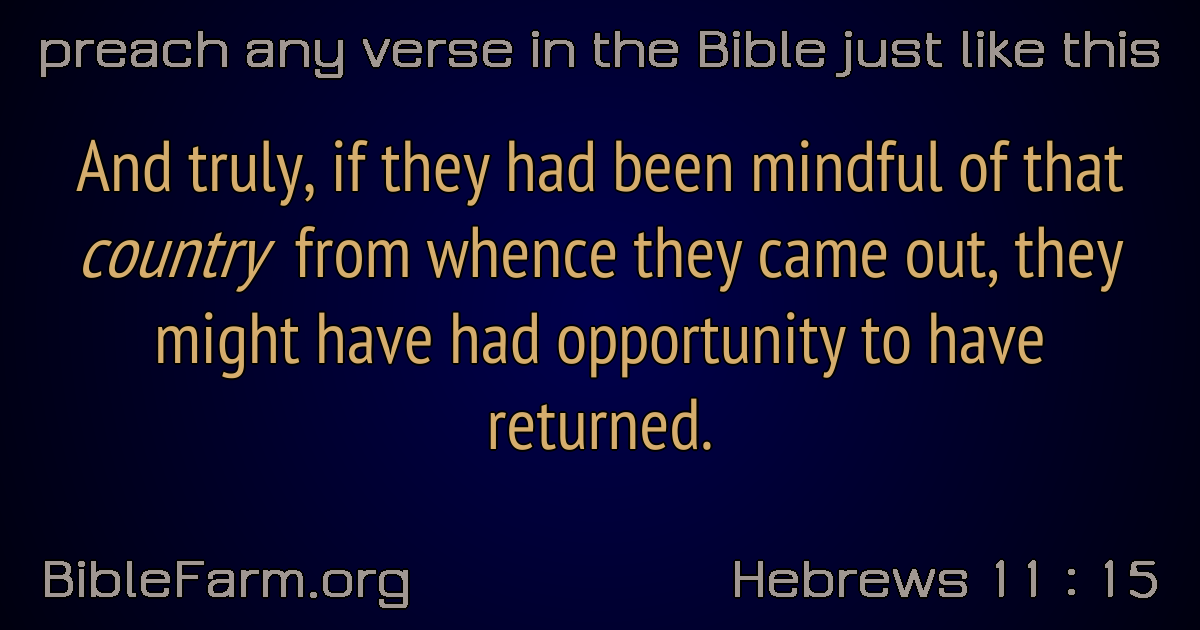 preach any verse in the Bible just like this
And truly, if they had been mindful of that
country from whence they came out, they
might have had opportunity to have
returned.
BibleFarm.org
Hebrews 11 : 15